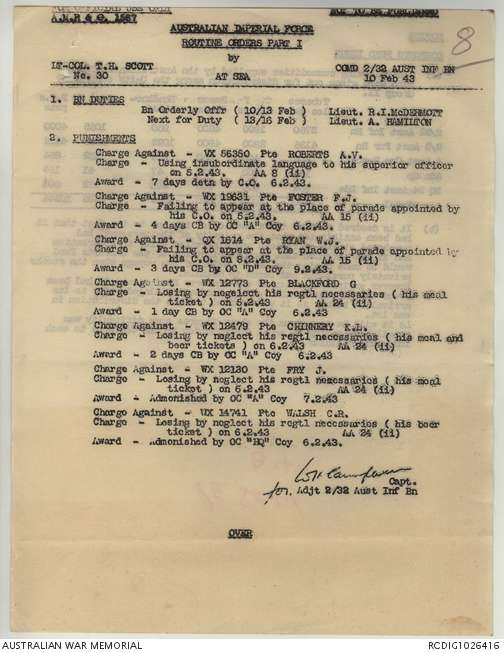 FOR OFFICIAL USE ONLY
NOT TO BE PUBLISHED
A.M.R & O. 1567
8
AUSTRALIAN IMPERIAL FORCE
ROUTINE ORDERS PART I
by
LT-COL. T.H. SCOTT
COMD 2/32 AUST INF BN
No. 30
AT SEA
10 Feb 43
1. BN DUTIES
Bn Orderly Offr ( 10/13 Feb ) Lieut. R.I.McDERMOTT
Next for Duty ( 13/16 Feb ) Lieut. A. HAMILTON
2. PUNISHMENTS
Charge Against - VX 56350 Pte ROBERTS A.V.
Charge - Using insubordinate language to his superior officer
on 5.2.43. AA 8 (ii)
Award - 7 days detn by C.O. 6.2.43.
Charge Against - WX 19631 Pte FOSTER F.J.
Charge - Failing to appear at the place of parade appointed by
his C.O. on 5.2.43. AA 15 (ii)
Award - 4 days CB by OC "A" Coy 6.2.43.
Charge Against - QX 1614 Pte RYAN W.J.
Charge - Failing to appear at the place of parade appointed by
his C.O. on 8.2.43. AA 15 (ii)
Award - 3 days CB by OC "D" Coy 9.2.43.
Charge Against - WX 12773 Pte BLACKFORD G
Charge - Losing by negelect his regtl necessaries ( his meal
ticket ) on 5.2.43. AA 24 (ii)
Award - 1 day CB by OC "A" Coy 6.2.43
Charge Against - WX 12479 Pte CHINNERY K.L.
Charge - Losing by neglect his regtl necessaries ( his meal and
beer tickets ) on 6.2.43 AA 24 (ii)
Award - 2 days CB by OC "A" Coy 6.2.43
Charge Against - WX 12180 Pte FRY J.
Charge - Losing by neglect his regtl necessaries ( his meal
ticket ) on 6.2.43 AA 24 (ii)
Award - Admonished by OC "A" Coy 7.2.43
Charge Against - WX 14741 Pte WALSH C.R.
Charge - Losing by neglect his regtl necessaries ( his beer
ticket ) on 6.2.43 AA 24 (ii)
Award - Admonished by OC "HQ" Coy 6.2.43.
Capt.
for. Adjt 2/32 Aust Inf Bn
OVER
AUSTRALIAN WAR MEMORIAL
RCDIG1026416